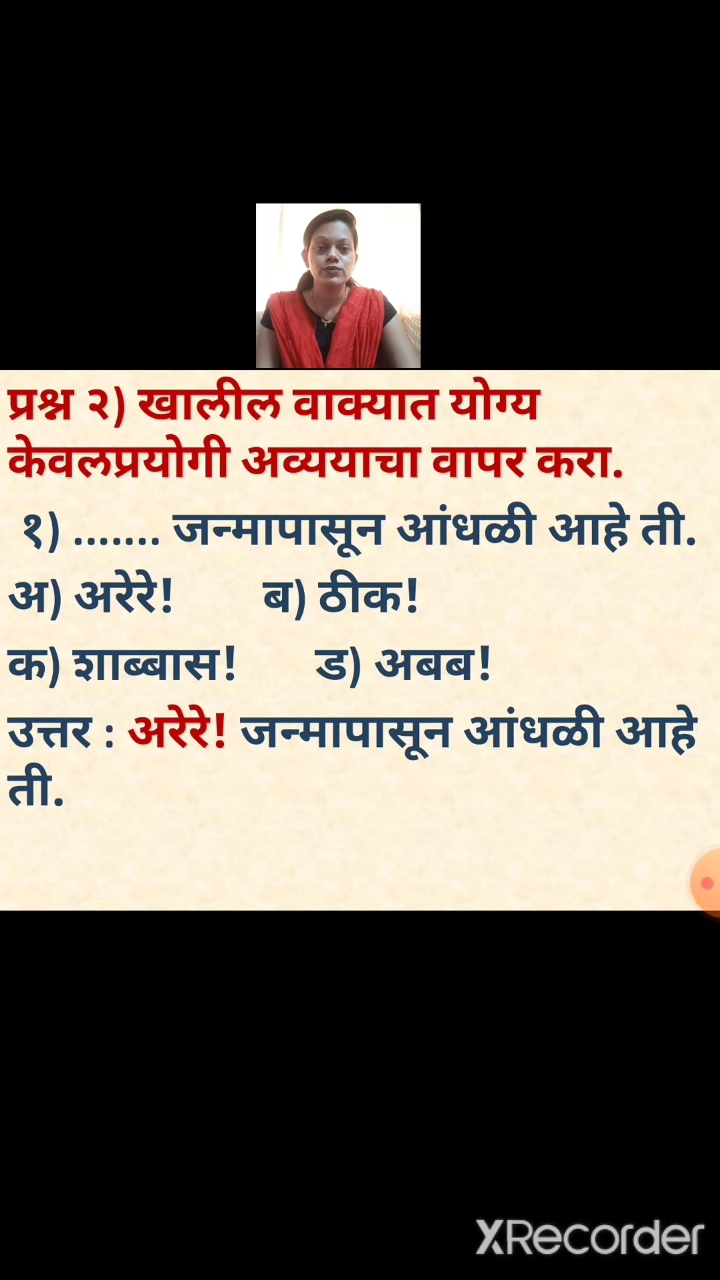 प्रश्न २) खालील वाक्यात योग्य
केवलप्रयोगी अव्ययाचा वापर करा.
१) ....... जन्मापासून आंधळी आहे ती.
अ) अरेरे! ब) ठीक!
क) शाब्बास! ड) अबब!
उत्तर : अरेरे! जन्मापासून आंधळी आहे
ती.
XRecorder